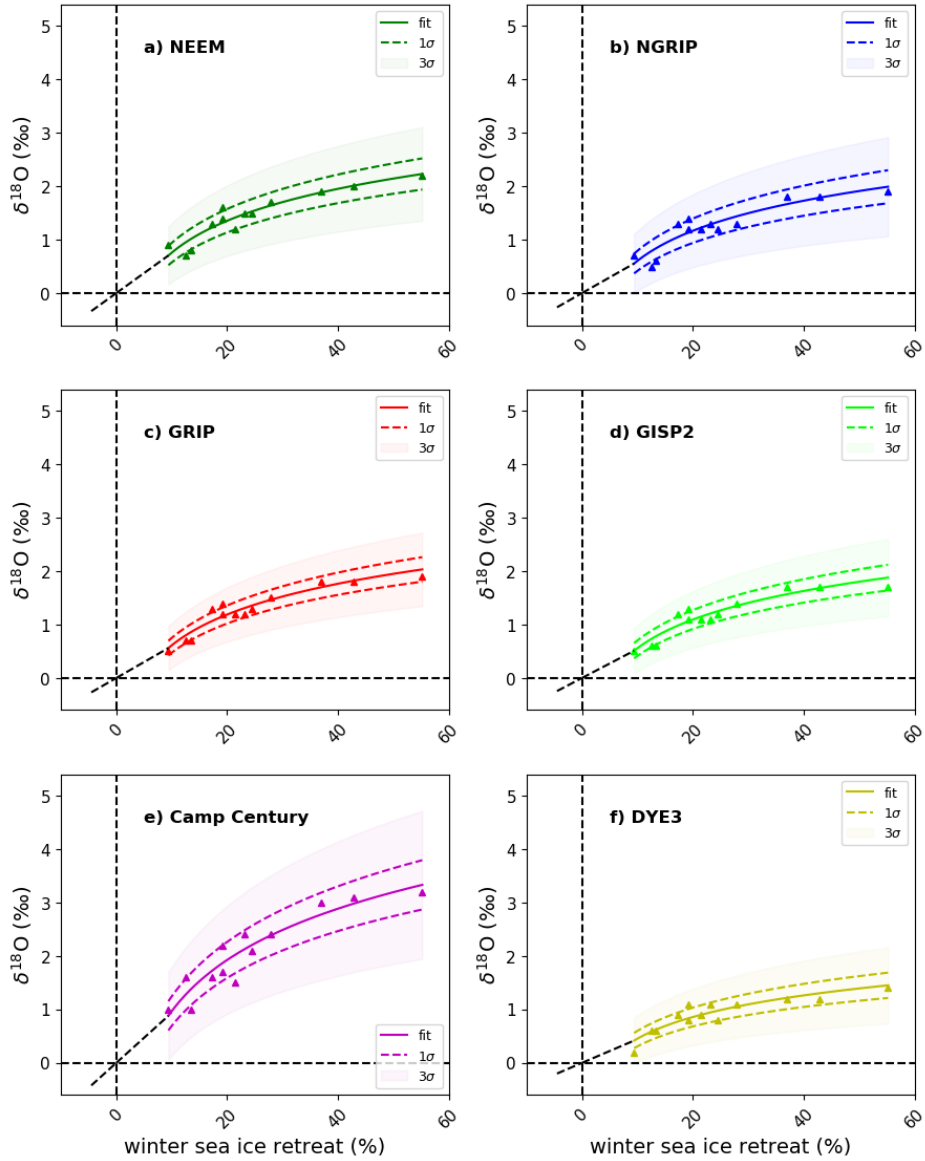 a) NEEM
fit
1σ
3σ
δ18O (‰)
5
4
3
2
1
0
0
20
40
60
b) NGRIP
fit
1σ
3σ
δ18O (‰)
5
4
3
2
1
0
0
20
40
60
c) GRIP
fit
1σ
3σ
δ18O (‰)
5
4
3
2
1
0
0
20
40
60
d) GISP2
fit
1σ
3σ
δ18O (‰)
5
4
3
2
1
0
0
20
40
60
e) Camp Century
fit
1σ
3σ
δ18O (‰)
5
4
3
2
1
0
0
20
40
60
winter sea ice retreat (%)
f) DYE3
fit
1σ
3σ
δ18O (‰)
5
4
3
2
1
0
0
20
40
60
winter sea ice retreat (%)